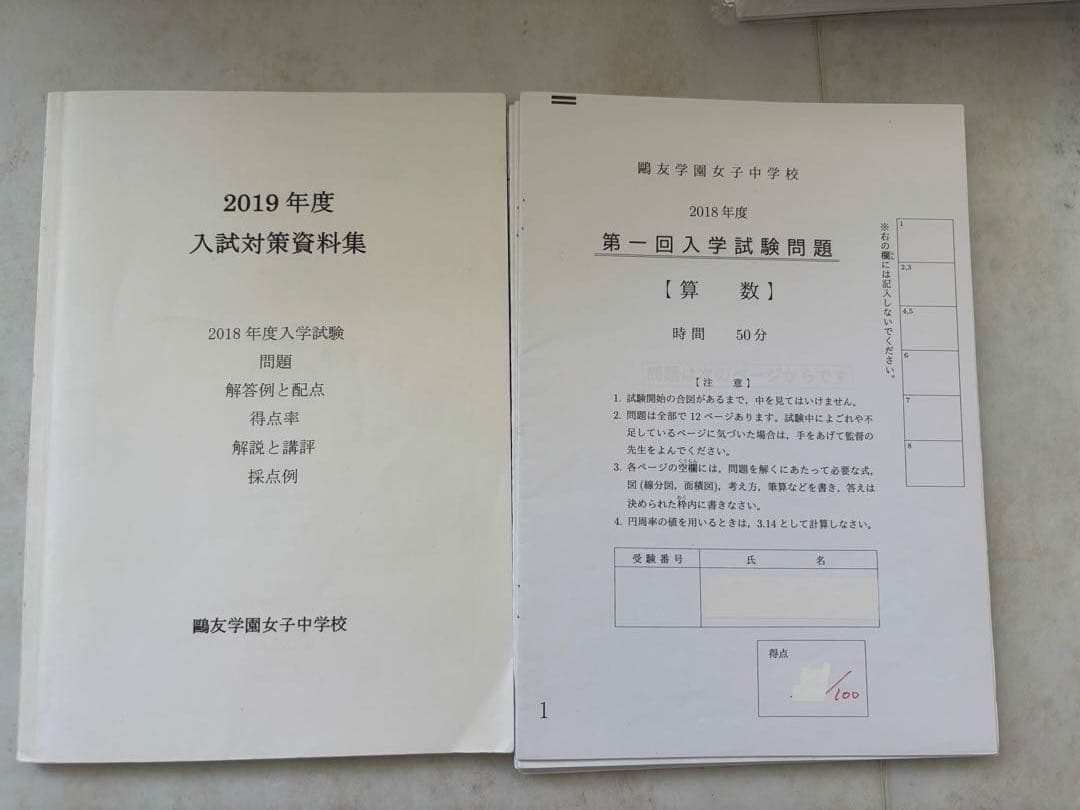 2019 年度
入試対策資料集
2018 年度入学試験
問題
解答例と配点
得点率
解説と講評
採点例
鷗友学園女子中学校
鷗友学園女子中学校
2018 年度
第一回入学試験問題
【算 数】
時間 50分
問題は次のページからです
【注 意】
1. 試験開始の合図があるまで，中を見てはいけません。
2. 問題は全部で 12 ページあります。試験中によごれや不
足しているページに気づいた場合は，手をあげて監督の
先生をよんでください。
3. 各ページの空欄には，問題を解くにあたって必要な式，
図 (線分図，面積図)，考え方，筆算などを書き，答えは
決められた枠内に書きなさい。
4. 円周率の値を用いるときは，3.14 として計算しなさい。
受験番号 氏 名
得点
/100
1
※右の欄には記入しないでください。
1
2,3
4,5
6
7
8